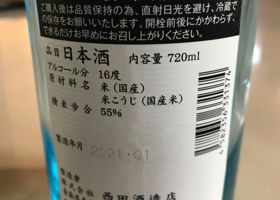 ご購入後は品質保持の為、直射日光を避け、冷蔵で
の保存をお願いいたします。開栓前後にかかわらず、
できるだけお早めにお召し上がりください。
品目 日本酒 内容量 720ml
アルコール分 16度
原材料名 米(国産)
米こうじ(国産米)
精米歩合 55%
製造年月 2021.01
製造者
西田酒造店